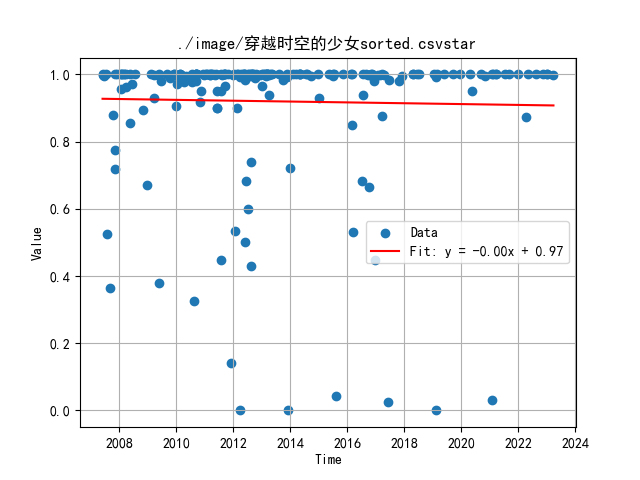 ./image/穿越时空的少女sorted.csvstar
1.0
0.8
0.6
0.4
0.2
0.0
Value
Data
Fit: y = -0.00x + 0.97
2008 2010 2012 2014 2016 2018 2020 2022 2024
Time